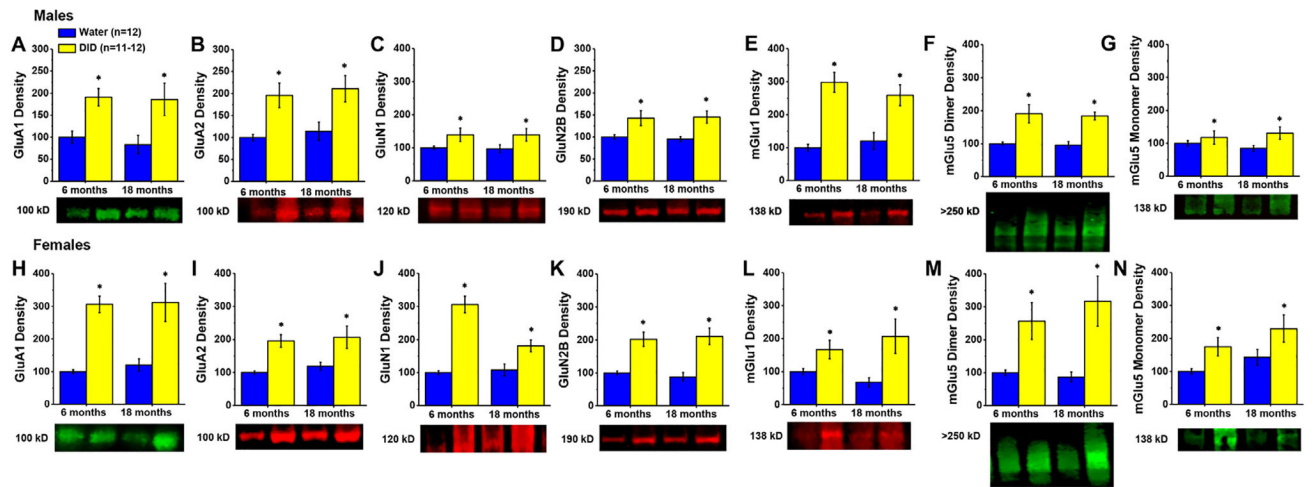 Males
Water (n=12)
DID (n=11-12)
A
GluA1 Density
300
250
200
150
100
50
0
6 months 18 months
100 kD
B
GluA2 Density
300
250
200
150
100
50
0
6 months 18 months
100 kD
C
GluN1 Density
400
300
200
100
0
6 months 18 months
120 kD
D
GluN2B Density
300
250
200
150
100
50
0
6 months 18 months
190 kD
E
mGlu1 Density
400
300
200
100
0
6 months 18 months
138 kD
F
mGlu5 Dimer Density
400
300
200
100
0
6 months 18 months
>250 kD
G
mGlu5 Monomer Density
400
300
200
100
0
6 months 18 months
138 kD
Females
H
GluA1 Density
400
300
200
100
0
6 months 18 months
100 kD
I
GluA2 Density
400
300
200
100
0
6 months 18 months
100 kD
J
GluN1 Density
400
300
200
100
0
6 months 18 months
120 kD
K
GluN2B Density
400
300
200
100
0
6 months 18 months
190 kD
L
mGlu1 Density
400
300
200
100
0
6 months 18 months
138 kD
M
mGlu5 Dimer Density
400
300
200
100
0
6 months 18 months
>250 kD
N
mGlu5 Monomer Density
400
300
200
100
0
6 months 18 months
138 kD